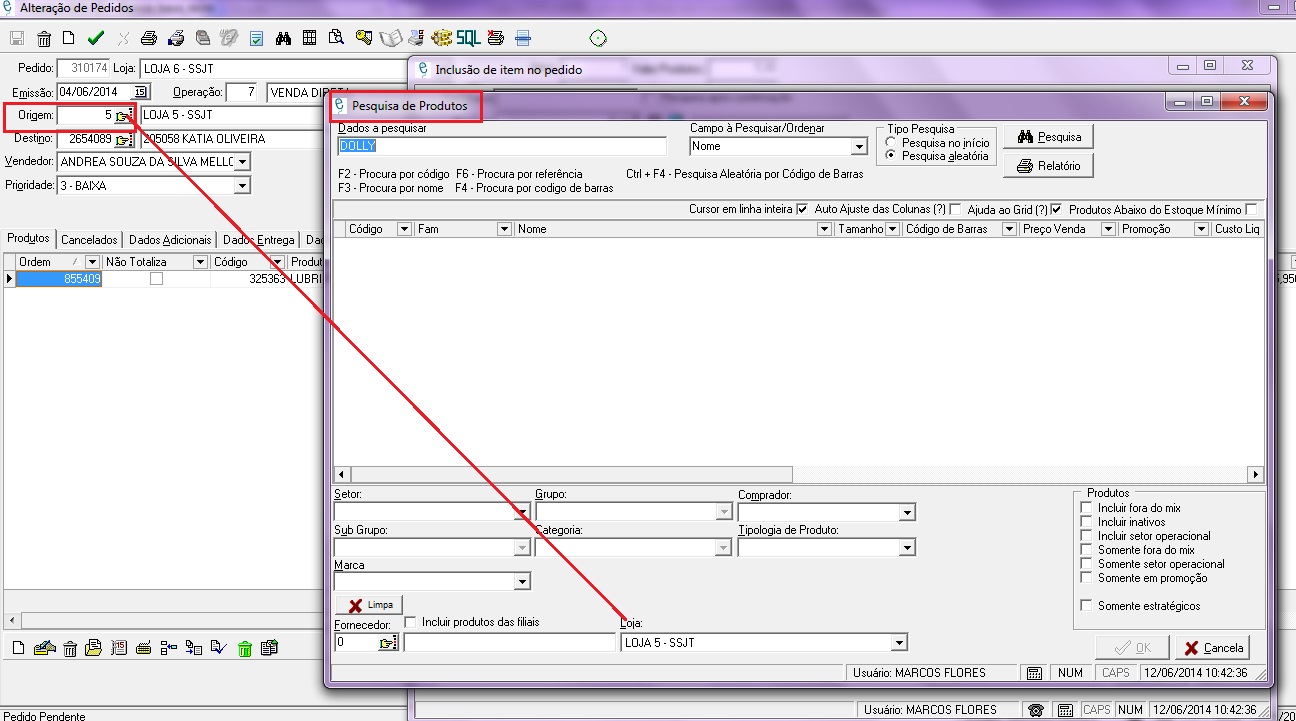 Alteração de Pedidos
SQL
Pedido: 310174 Loja: LOJA 6 - SSJT
Emissão: 04/06/2014 15 Operação: 7 VENDA DIRET
Origem: 5 LOJA 5 - SSJT
Destino: 2654089 205058 KATIA OLIVEIRA
Vendedor: ANDREA SOUZA DA SILVA MELLO
Prioridade: 3 - BAIXA
Produtos Cancelados Dados Adicionais Dados Entrega Dad
Ordem Não Totaliza Código Produt
855409 325363 LUBRI
Inclusão de item no pedido
Pesquisa de Produtos
Dados a pesquisar
DOLLY
Campo à Pesquisar/Ordenar
Nome
Tipo Pesquisa
Pesquisa no início
Pesquisa aleatória
Pesquisa
Relatório
F2 - Procura por código F6 - Procura por referência Ctrl + F4 - Pesquisa Aleatória por Código de Barras
F3 - Procura por nome F4 - Procura por codigo de barras
Cursor em linha inteira Auto Ajuste das Colunas (?) Ajuda ao Grid (?) Produtos Abaixo do Estoque Mínimo
Código Fam Nome Tamanho Código de Barras Preço Venda Promoção Custo Liq
Setor: Grupo: Comprador:
Sub Grupo: Categoria: Tipologia de Produto:
Marca
Limpa
Fornecedor: Incluir produtos das filiais Loja:
0 LOJA 5 - SSJT
Produtos
Incluir fora do mix
Incluir inativos
Incluir setor operacional
Somente fora do mix
Somente setor operacional
Somente em promoção
Somente estratégicos
OK Cancela
Usuário: MARCOS FLORES NUM CAPS 12/06/2014 10:42:36
Usuário: MARCOS FLORES CAPS NUM 12/06/2014 10:42:36
Pedido Pendente